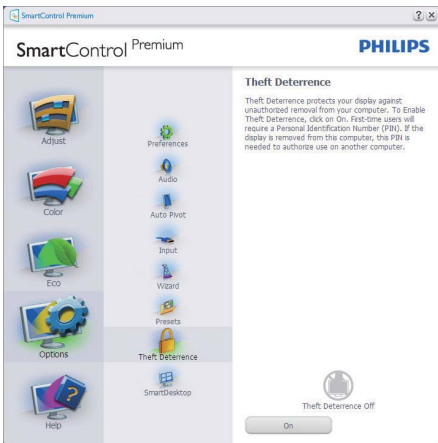 SmartControl Premium
SmartControl Premium
PHILIPS
Adjust
Color
Eco
Options
Help
Preferences
Audio
Auto Pivot
Input
Wizard
Presets
Theft Deterrence
SmartDesktop
Theft Deterrence
Theft Deterrence protects your display against
unauthorized removal from your computer. To Enable
Theft Deterrence, click on On. First-time users will
require a Personal Identification Number (PIN). If the
display is removed from this computer, this PIN is
needed to authorize use on another computer.
Theft Deterrence Off
On